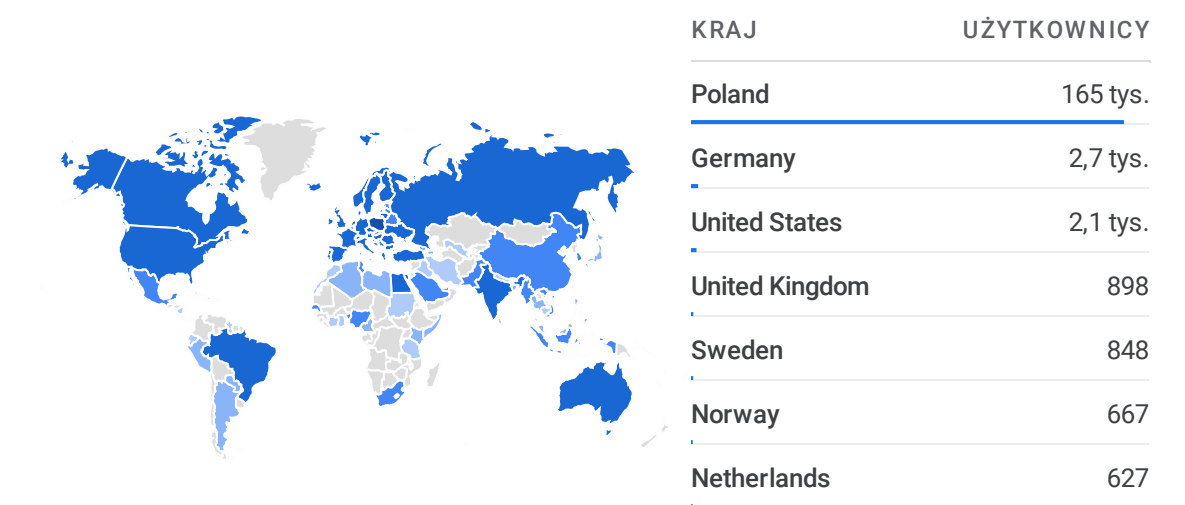 KRAJ UŻYTKOWNICY
Poland 165 tys.
Germany 2,7 tys.
United States 2,1 tys.
United Kingdom 898
Sweden 848
Norway 667
Netherlands 627